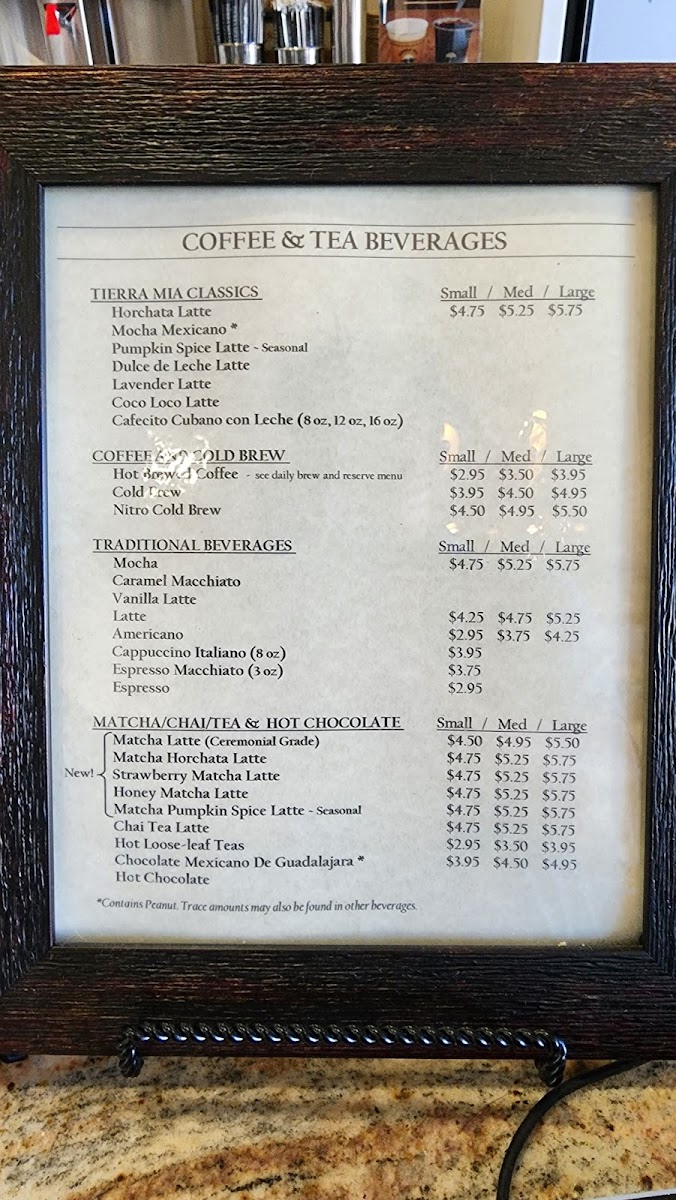 COFFEE & TEA BEVERAGES
TIERRA MIA CLASSICS Small / Med / Large
Horchata Latte $4.75 $5.25 $5.75
Mocha Mexicano *
Pumpkin Spice Latte ~ Seasonal
Dulce de Leche Latte
Lavender Latte
Coco Loco Latte
Cafecito Cubano con Leche (8 oz, 12 oz, 16 oz)
COFFEE AND COLD BREW Small / Med / Large
Hot Brewed Coffee - see daily brew and reserve menu $2.95 $3.50 $3.95
Cold Brew $3.95 $4.50 $4.95
Nitro Cold Brew $4.50 $4.95 $5.50
TRADITIONAL BEVERAGES Small / Med / Large
Mocha $4.75 $5.25 $5.75
Caramel Macchiato
Vanilla Latte
Latte $4.25 $4.75 $5.25
Americano $2.95 $3.75 $4.25
Cappuccino Italiano (8 oz) $3.95
Espresso Macchiato (3 oz) $3.75
Espresso $2.95
MATCHA/CHAI/TEA & HOT CHOCOLATE Small / Med / Large
Matcha Latte (Ceremonial Grade) $4.50 $4.95 $5.50
Matcha Horchata Latte $4.75 $5.25 $5.75
New! Strawberry Matcha Latte $4.75 $5.25 $5.75
Honey Matcha Latte $4.75 $5.25 $5.75
Matcha Pumpkin Spice Latte ~ Seasonal $4.75 $5.25 $5.75
Chai Tea Latte $4.75 $5.25 $5.75
Hot Loose-leaf Teas $2.95 $3.50 $3.95
Chocolate Mexicano De Guadalajara * $3.95 $4.50 $4.95
Hot Chocolate
*Contains Peanut. Trace amounts may also be found in other beverages.